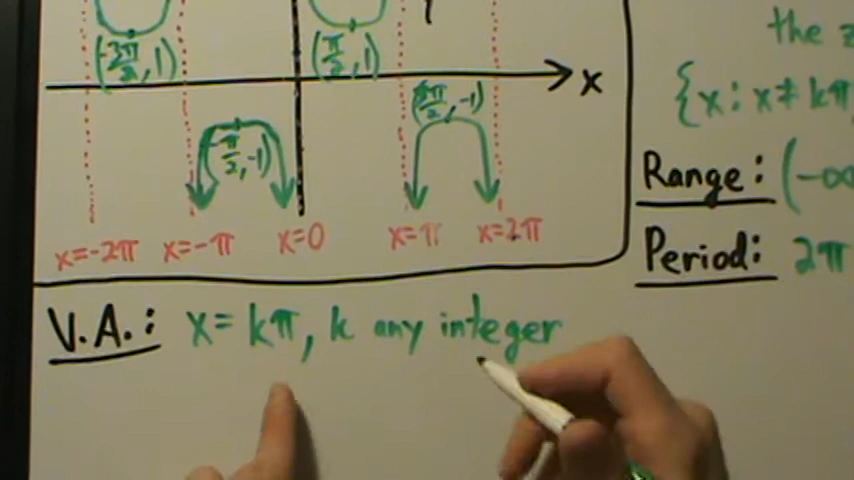 (-3π/2, 1)
(π/2, 1)
x
(-π/2, -1)
(3π/2, -1)
x=-2π
x=-π
x=0
x=π
x=2π
the
{x: x≠kπ,
Range: (-∞
Period: 2π
V.A.: x=kπ, k any integer